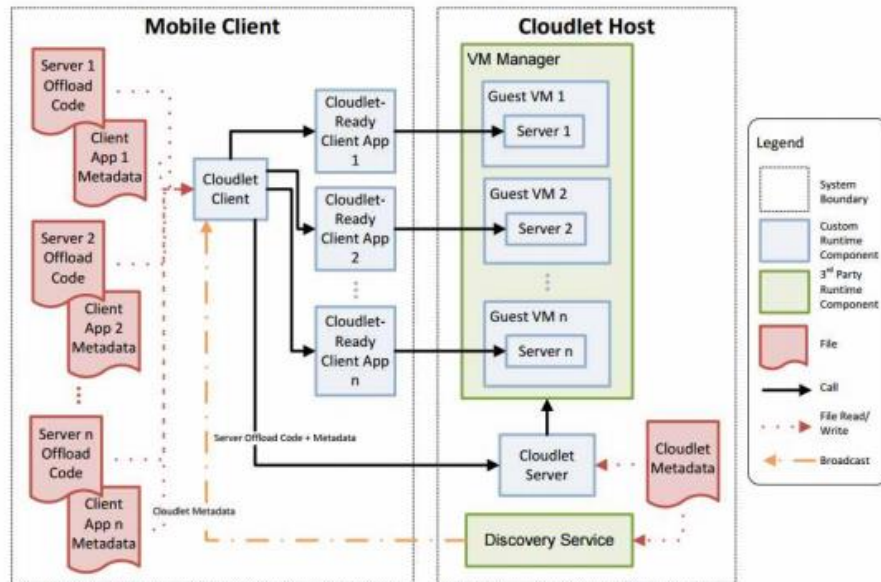 Mobile Client
Server 1
Offload
Code
Client
App 1
Metadata
Server 2
Offload
Code
Client
App 2
Metadata
Server n
Offload
Code
Client
App n
Metadata
Cloudlet
Client
Cloudlet-
Ready
Client App
1
Cloudlet-
Ready
Client App
2
Cloudlet-
Ready
Client App
n
Server Offload Code + Metadata
Cloudlet Metadata
Cloudlet Host
VM Manager
Guest VM 1
Server 1
Guest VM 2
Server 2
Guest VM n
Server n
Cloudlet
Server
Cloudlet
Metadata
Discovery Service
Legend
System
Boundary
Custom
Runtime
Component
3rd Party
Runtime
Component
File
Call
File Read/
Write
Broadcast